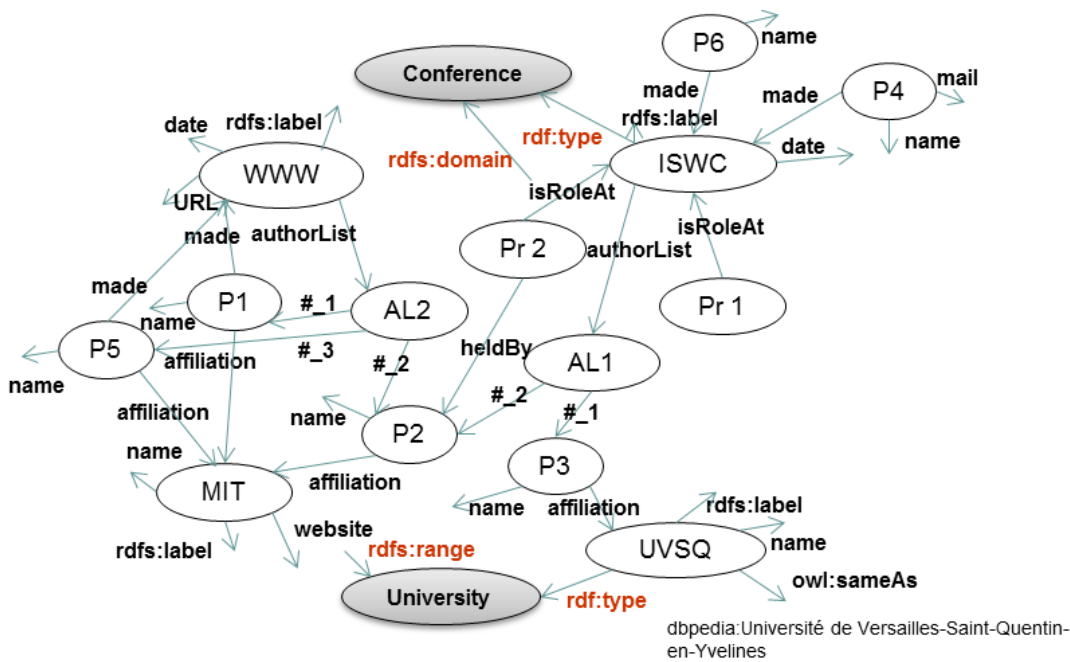 P6
name
Conference
P4
mail
made
made
rdfs:label
rdfs:label
date
rdf:type
name
date
rdfs:domain
ISWC
WWW
isRoleAt
URL
isRoleAt
authorList
made
Pr 2
authorList
made
P1
AL2
#_1
Pr 1
name
P5
#_3
heldBy
affiliation
#_2
AL1
name
#_2
affiliation
name
#_1
P2
name
P3
MIT
affiliation
name
affiliation
rdfs:label
website
rdfs:label
rdfs:range
UVSQ
name
owl:sameAs
University
rdf:type
dbpedia:Université de Versailles-Saint-Quentin-
en-Yvelines